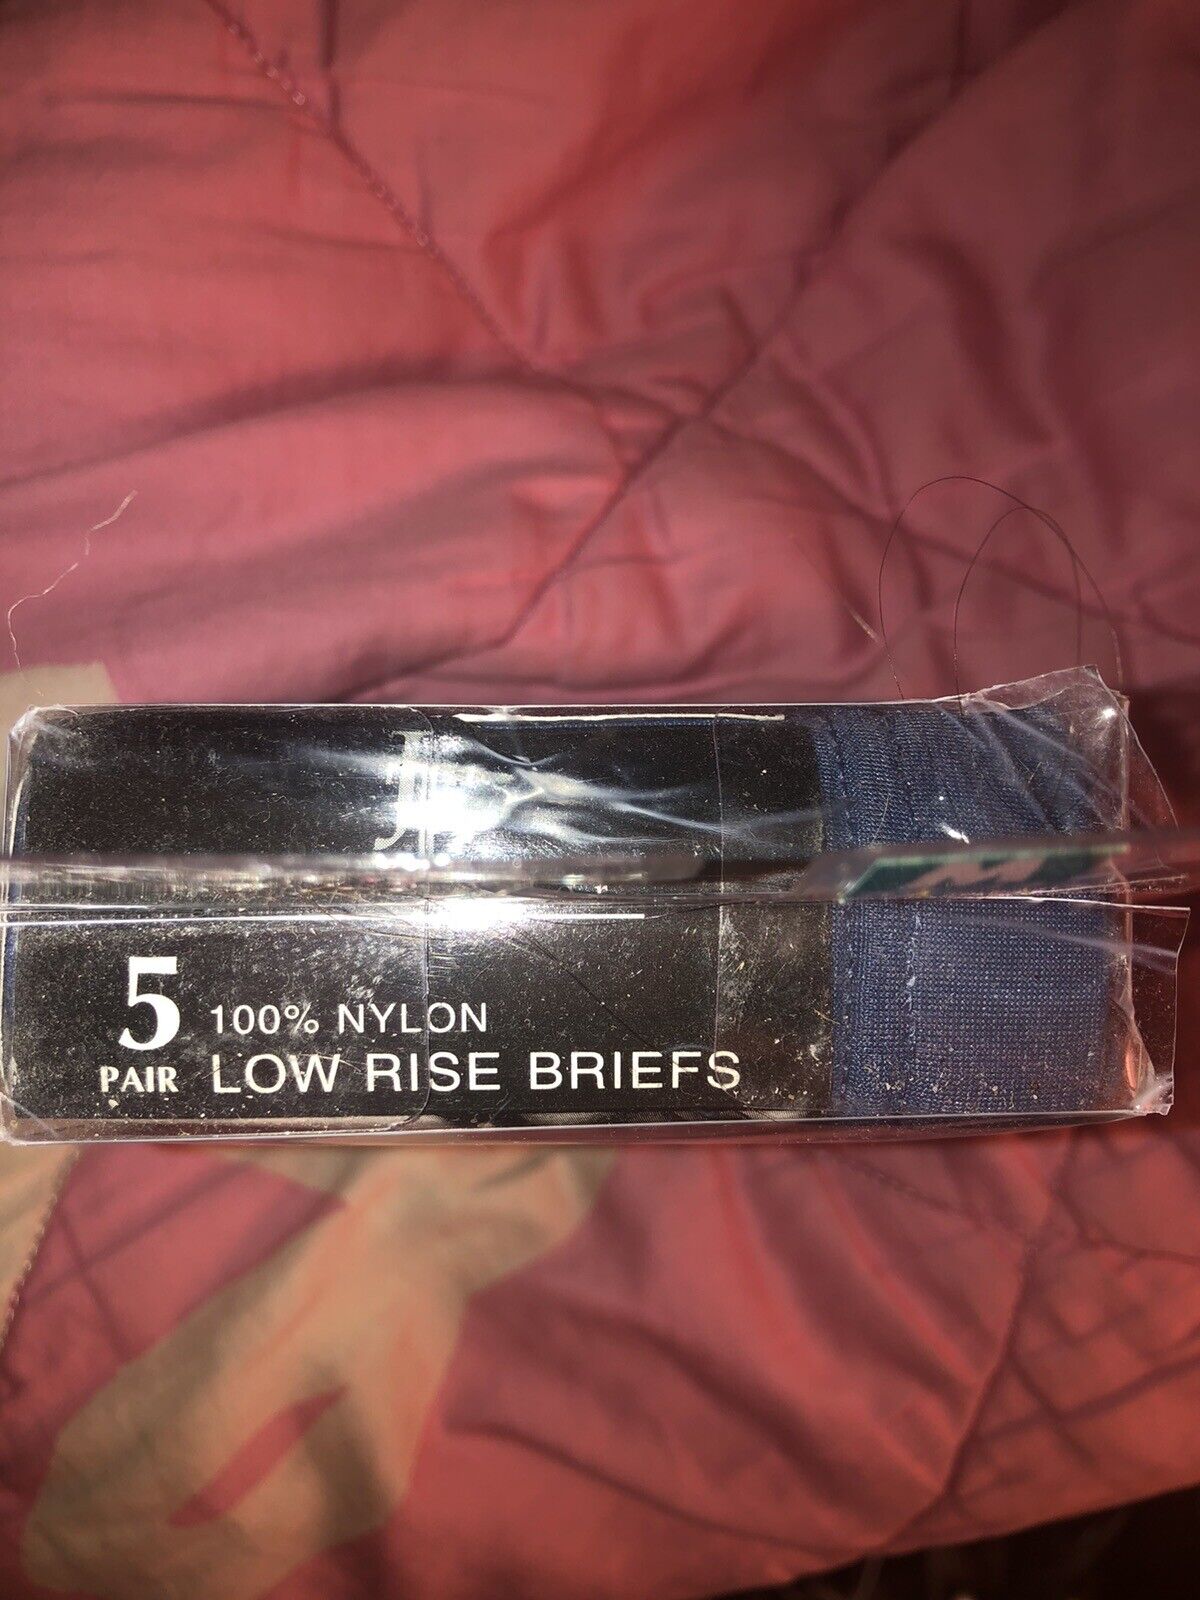 5 100% NYLON
PAIR LOW RISE BRIEFS